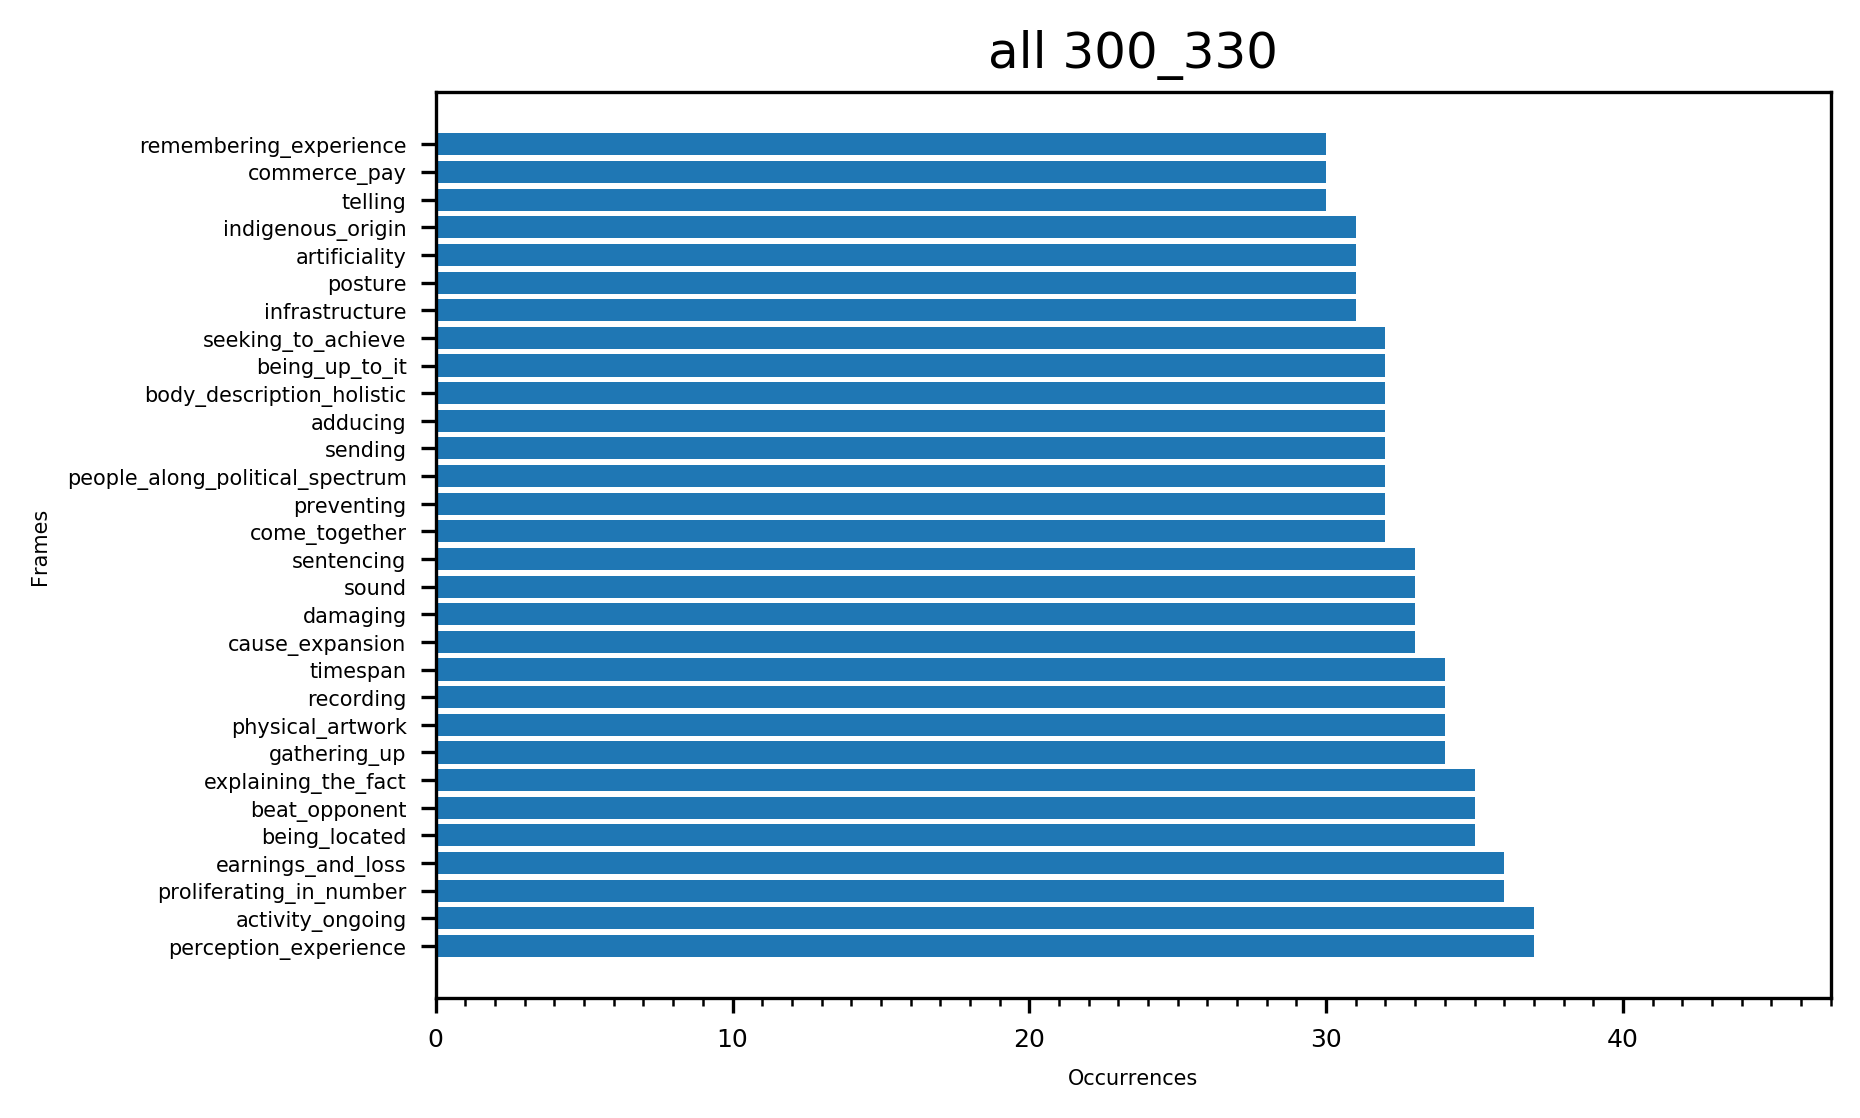 all 300_330
remembering_experience
commerce_pay
telling
indigenous_origin
artificiality
posture
infrastructure
seeking_to_achieve
being_up_to_it
body_description_holistic
adducing
sending
people_along_political_spectrum
preventing
come_together
sentencing
sound
damaging
cause_expansion
timespan
recording
physical_artwork
gathering_up
explaining_the_fact
beat_opponent
being_located
earnings_and_loss
proliferating_in_number
activity_ongoing
perception_experience
Frames
0 10 20 30 40
Occurrences